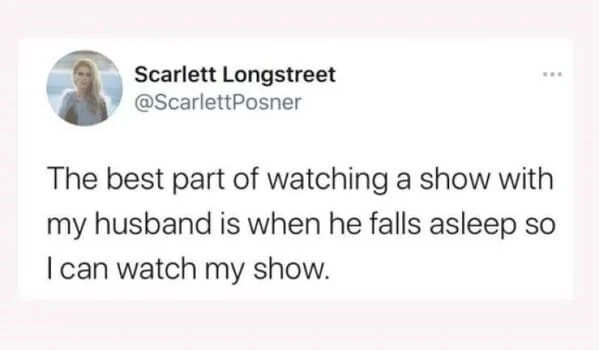 Scarlett Longstreet
@ScarlettPosner
The best part of watching a show with
my husband is when he falls asleep so
I can watch my show.